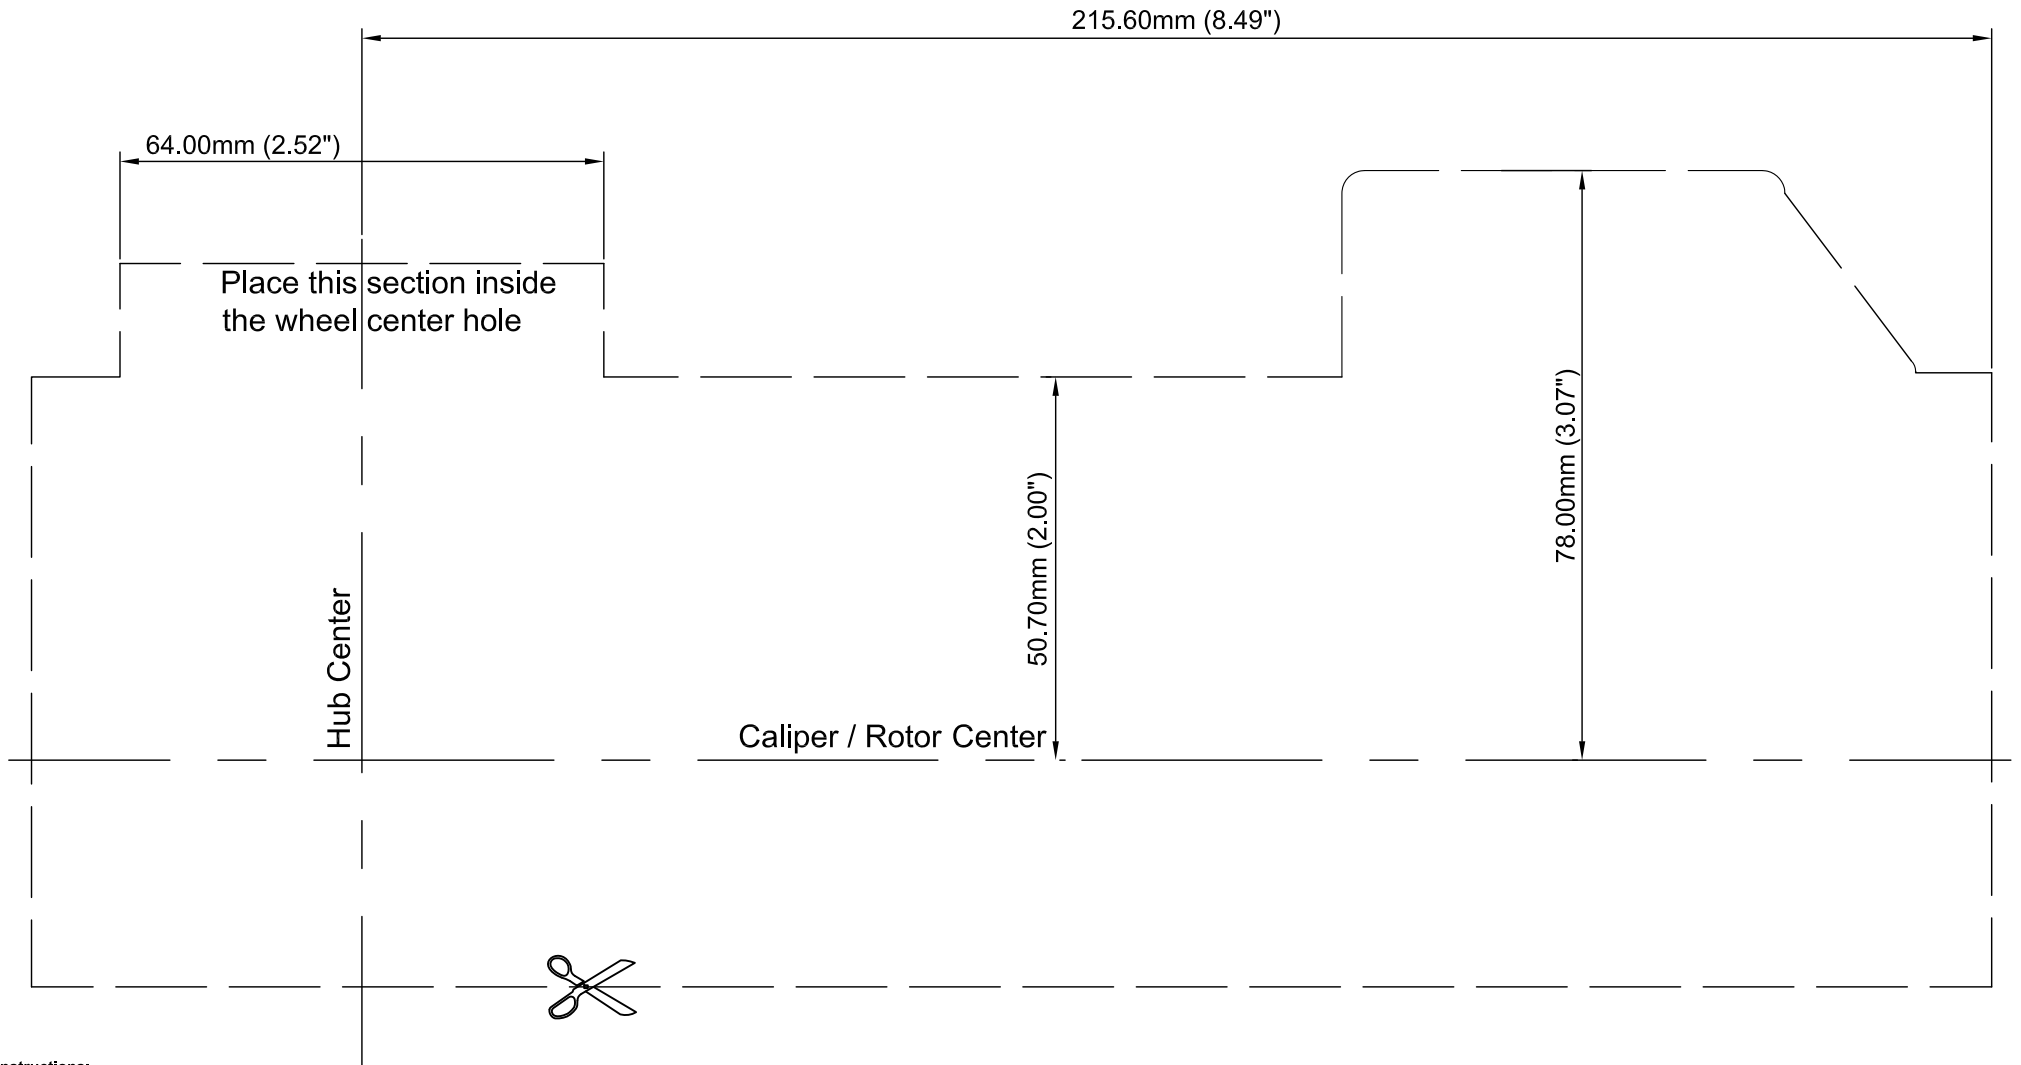 215.60mm (8.49")
64.00mm (2.52")
Place this section inside
the wheel center hole
78.00mm (3.07")
50.70mm (2.00")
Hub Center
Caliper / Rotor Center